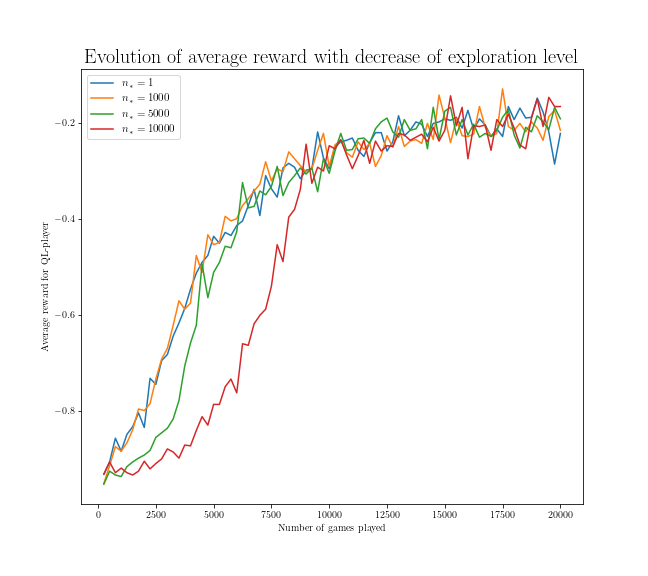 Evolution of average reward with decrease of exploration level
n* = 1
n* = 1000
n* = 5000
n* = 10000
Average reward for QL-player
−0.2
−0.4
−0.6
−0.8
0 2500 5000 7500 10000 12500 15000 17500 20000
Number of games played